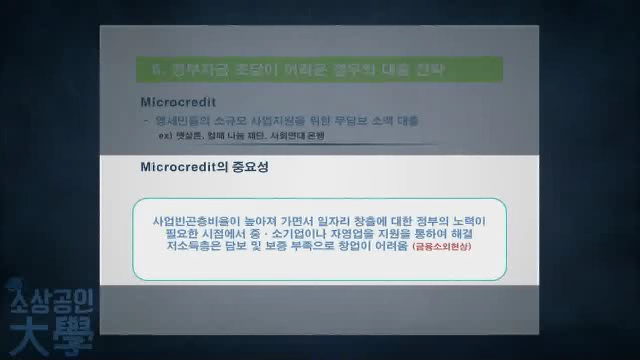 5. 정부자금 조달이 어려운 경우의 대출 전략
Microcredit
- 영세민들의 소규모 사업지원을 위한 무담보 소액 대출
ex) 햇살론, 열매 나눔 재단, 사회연대 은행
Microcredit의 중요성
사업빈곤층비율이 높아져 가면서 일자리 창출에 대한 정부의 노력이
필요한 시점에서 중·소기업이나 자영업을 지원을 통하여 해결
저소득층은 담보 및 보증 부족으로 창업이 어려움 (금융소외현상)
소상공인
大學